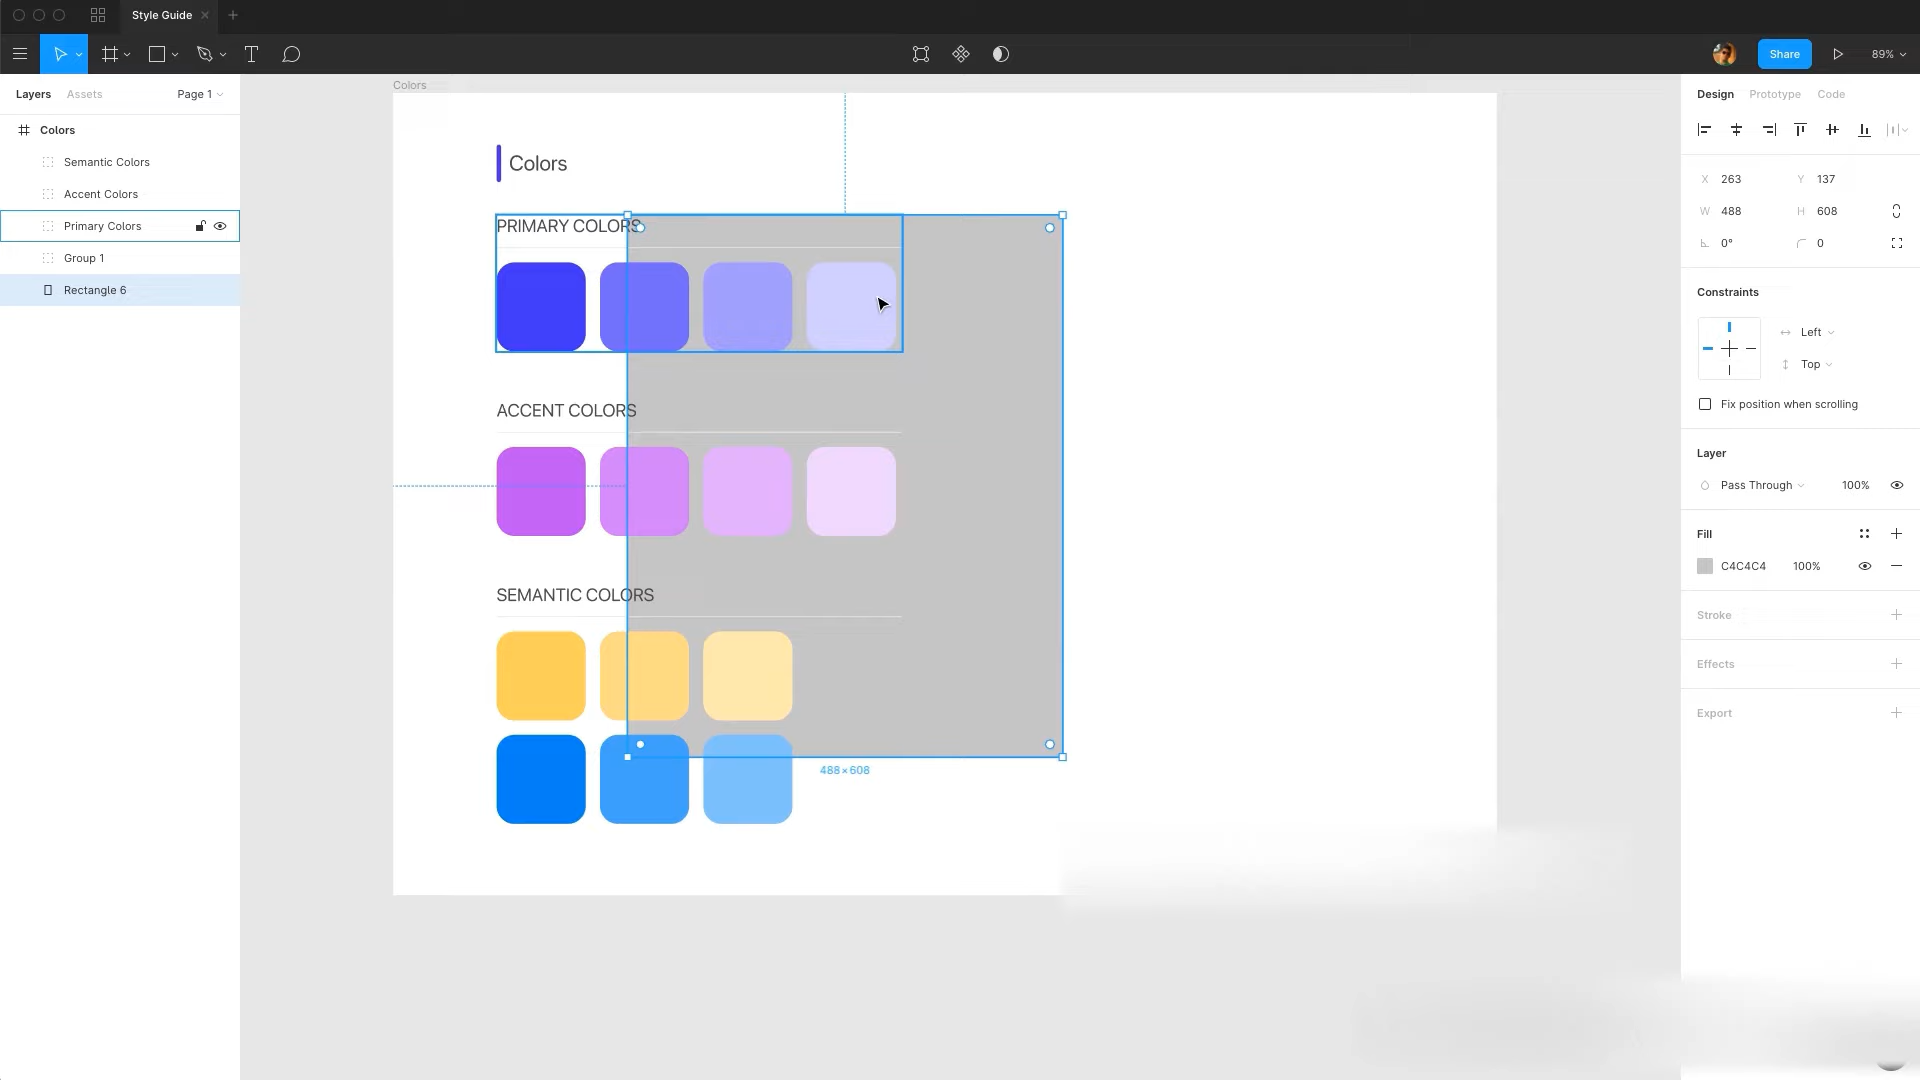 Style Guide
Share
89%
Layers
Assets
Page 1
Colors
Semantic Colors
Accent Colors
Primary Colors
Group 1
Rectangle 6
Colors
Colors
PRIMARY COLORS
ACCENT COLORS
SEMANTIC COLORS
488 × 608
Design
Prototype
Code
X 263
Y 137
W 488
H 608
0°
0
Constraints
Left
Top
Fix position when scrolling
Layer
Pass Through
100%
Fill
C4C4C4
100%
Stroke
Effects
Export